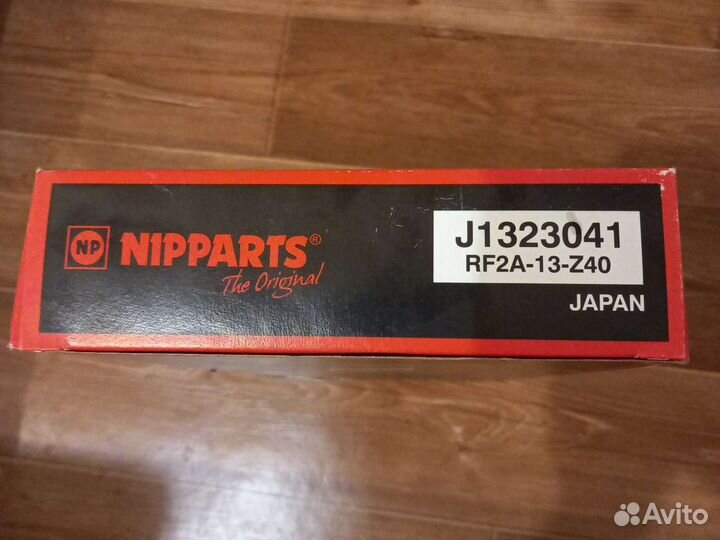 NP NIPPARTS®
The Original
J1323041
RF2A-13-Z40
JAPAN
Avito